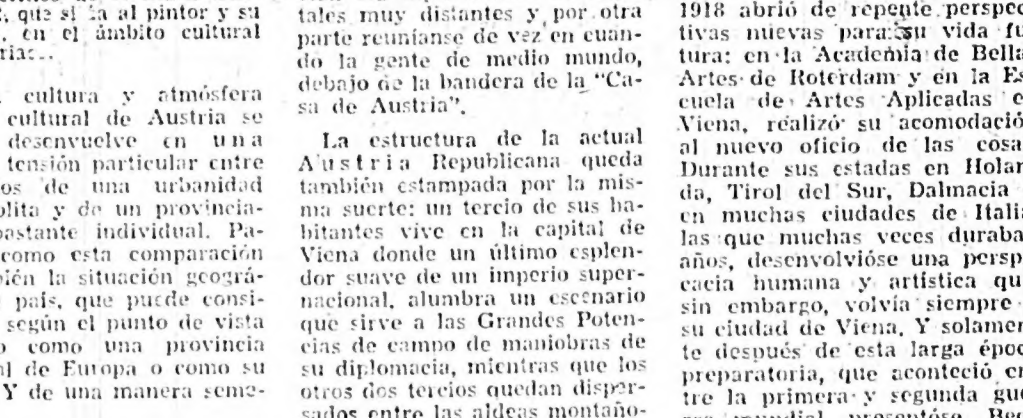 que si  la al pintor y su
en el ámbito cultural
cultura y atmósfera
cultural de Austria se
desenvuelve en una
tensión particular entre
os de una urbanidad
olita y de un provincia-
bastante individual. Pa-
como esta comparación
bién la situación geográ-
país, que puede consi-
según el punto de vista
o como una provincia
al de Europa o como su
Y de una manera seme-
tales muy distantes y por otra
parte reuníanse de vez en cuan-
do la gente de medio mundo,
debajo de la bandera de la "Ca-
sa de Austria".
La estructura de la actual
Austria Republicana queda
también estampada por la mis-
ma suerte: un tercio de sus ha-
bitantes vive en la capital de
Viena donde un último esplen-
dor suave de un imperio super-
nacional, alumbra un escenario
que sirve a las Grandes Poten-
cias de campo de maniobras de
su diplomacia, mientras que los
otros dos tercios quedan disper-
sados entre las aldeas montaño-
1918 abrió de repente perspec
tivas nuevas para su vida fu
tura: en la Academia de Bella
Artes de Roterdam y en la Es
cuela de Artes Aplicadas e
Viena, realizó su acomodació
al nuevo oficio de las cosa
Durante sus estadas en Holan
da, Tirol del Sur, Dalmacia
en muchas ciudades de Itali
las que muchas veces duraba
años, desenvolvióse una persp
cacia humana y artística qu
sin embargo, volvía siempre
su ciudad de Viena. Y solamen
te después de esta larga époc
preparatoria, que aconteció en
tre la primera y segunda gue